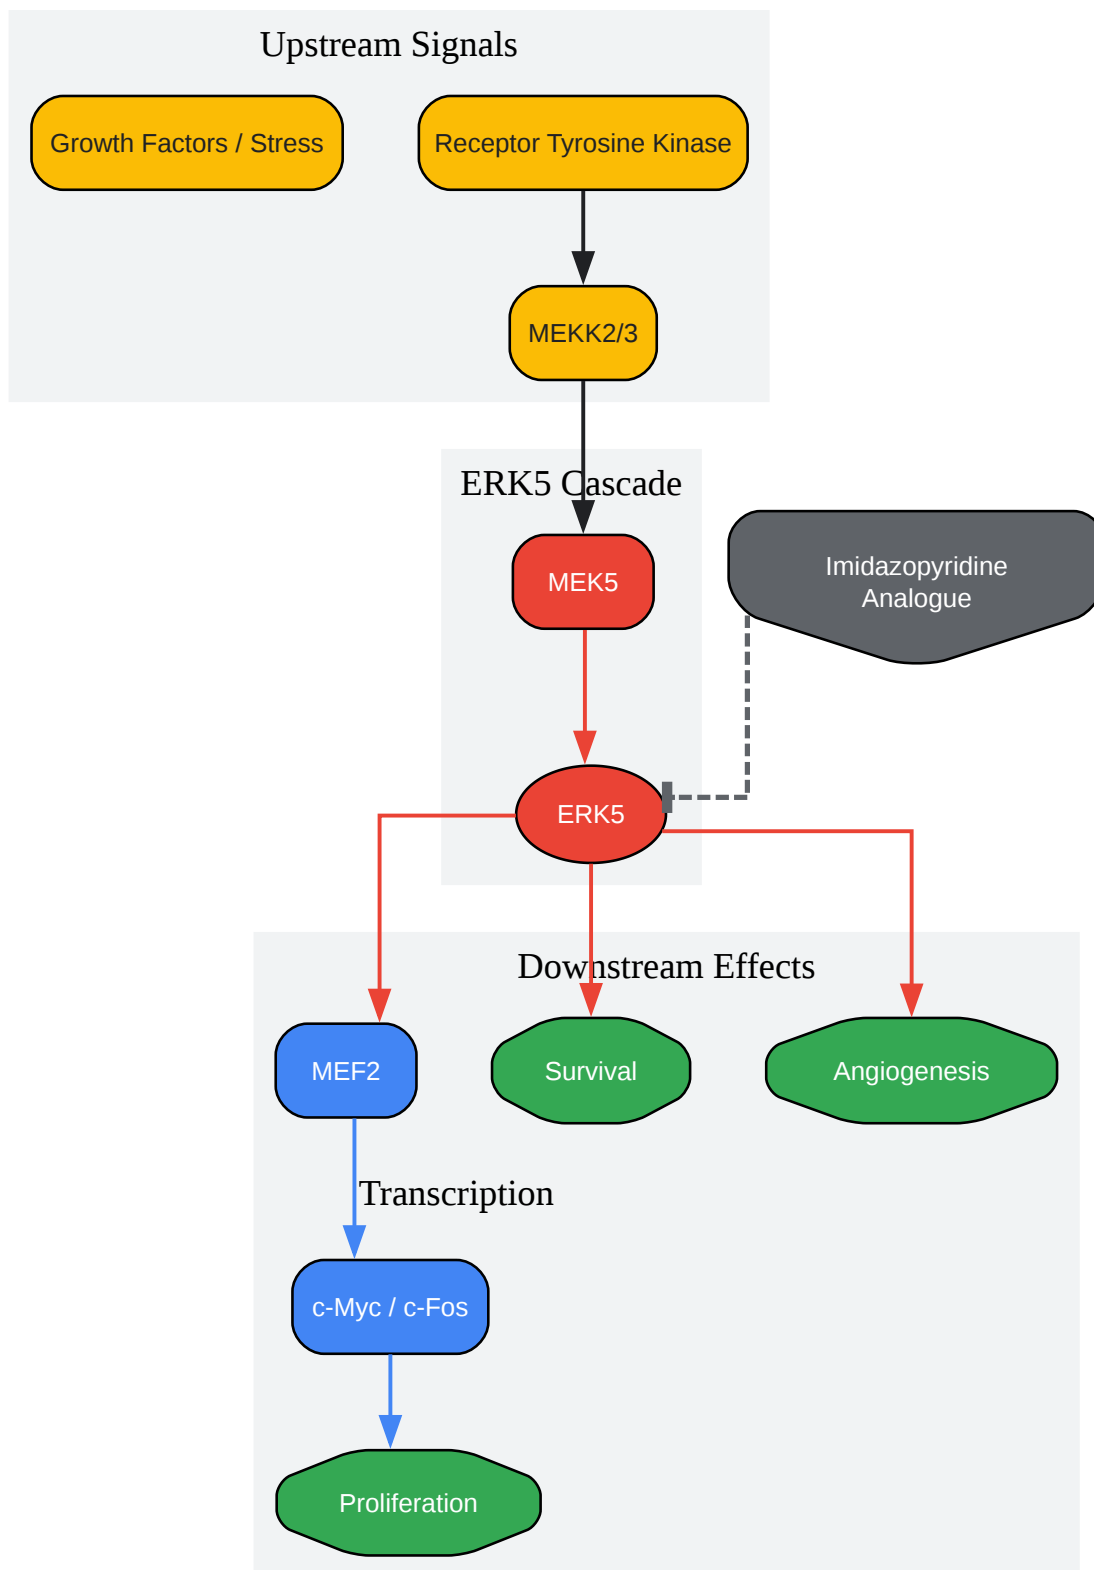 Upstream Signals
Growth Factors / Stress
Receptor Tyrosine Kinase
MEKK2/3
ERK5 Cascade
MEK5
Imidazopyridine
Analogue
ERK5
Downstream Effects
MEF2
Survival
Angiogenesis
Transcription
c-Myc / c-Fos
Proliferation